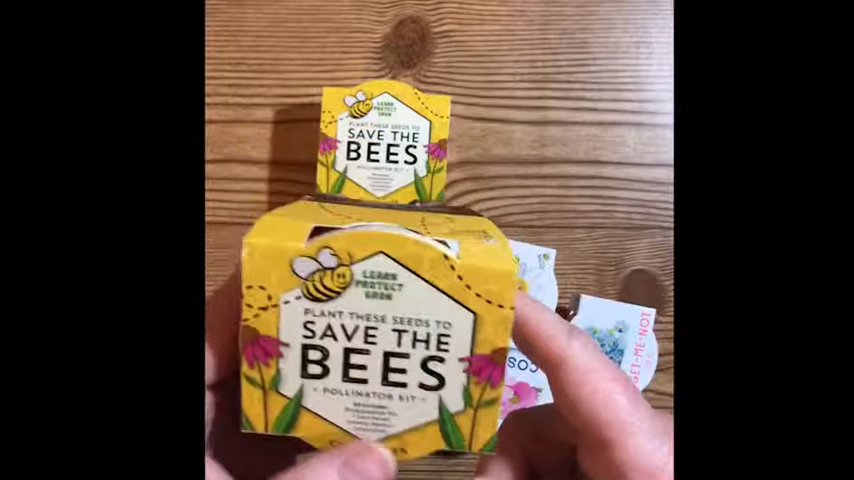 LEARN
PROTECT
GROW
PLANT THESE SEEDS TO
SAVE THE
BEES
POLLINATOR KIT
LEARN
PROTECT
GROW
PLANT THESE SEEDS TO
SAVE THE
BEES
- POLLINATOR KIT -
COS
GET-ME-NOT